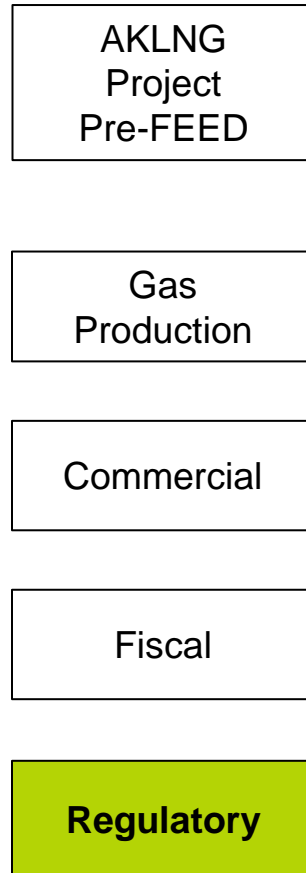 AKLNG
Project
Pre-FEED
Gas
Production
Commercial
Fiscal
Regulatory